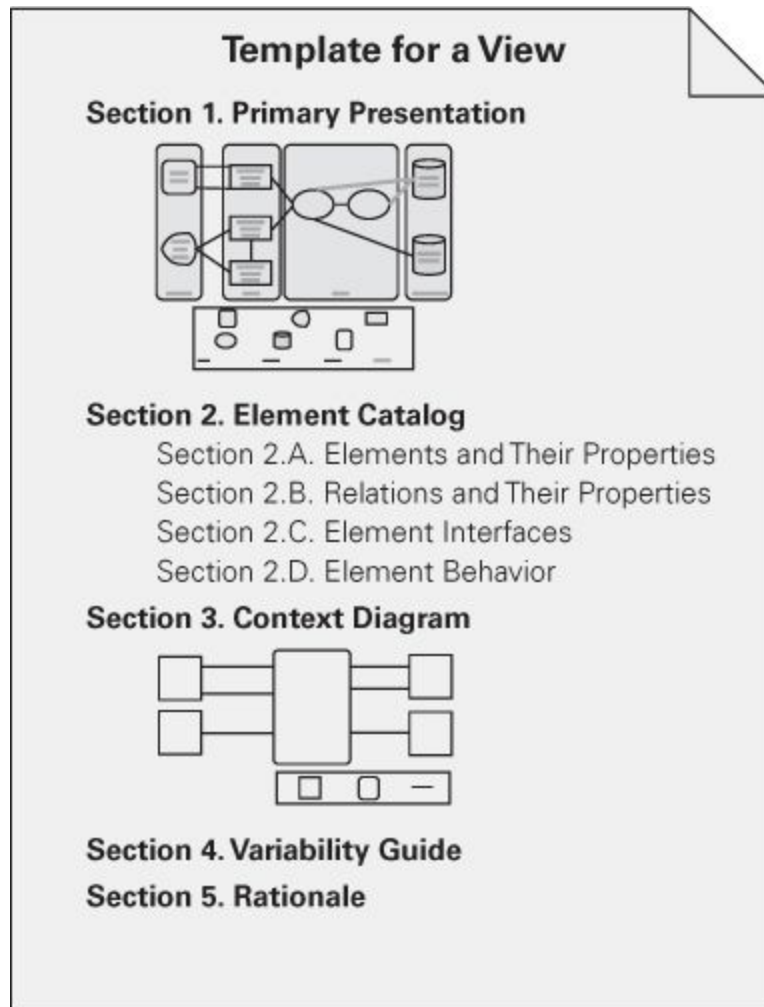 Template for a View
Section 1. Primary Presentation
Section 2. Element Catalog
Section 2.A. Elements and Their Properties
Section 2.B. Relations and Their Properties
Section 2.C. Element Interfaces
Section 2.D. Element Behavior
Section 3. Context Diagram
Section 4. Variability Guide
Section 5. Rationale